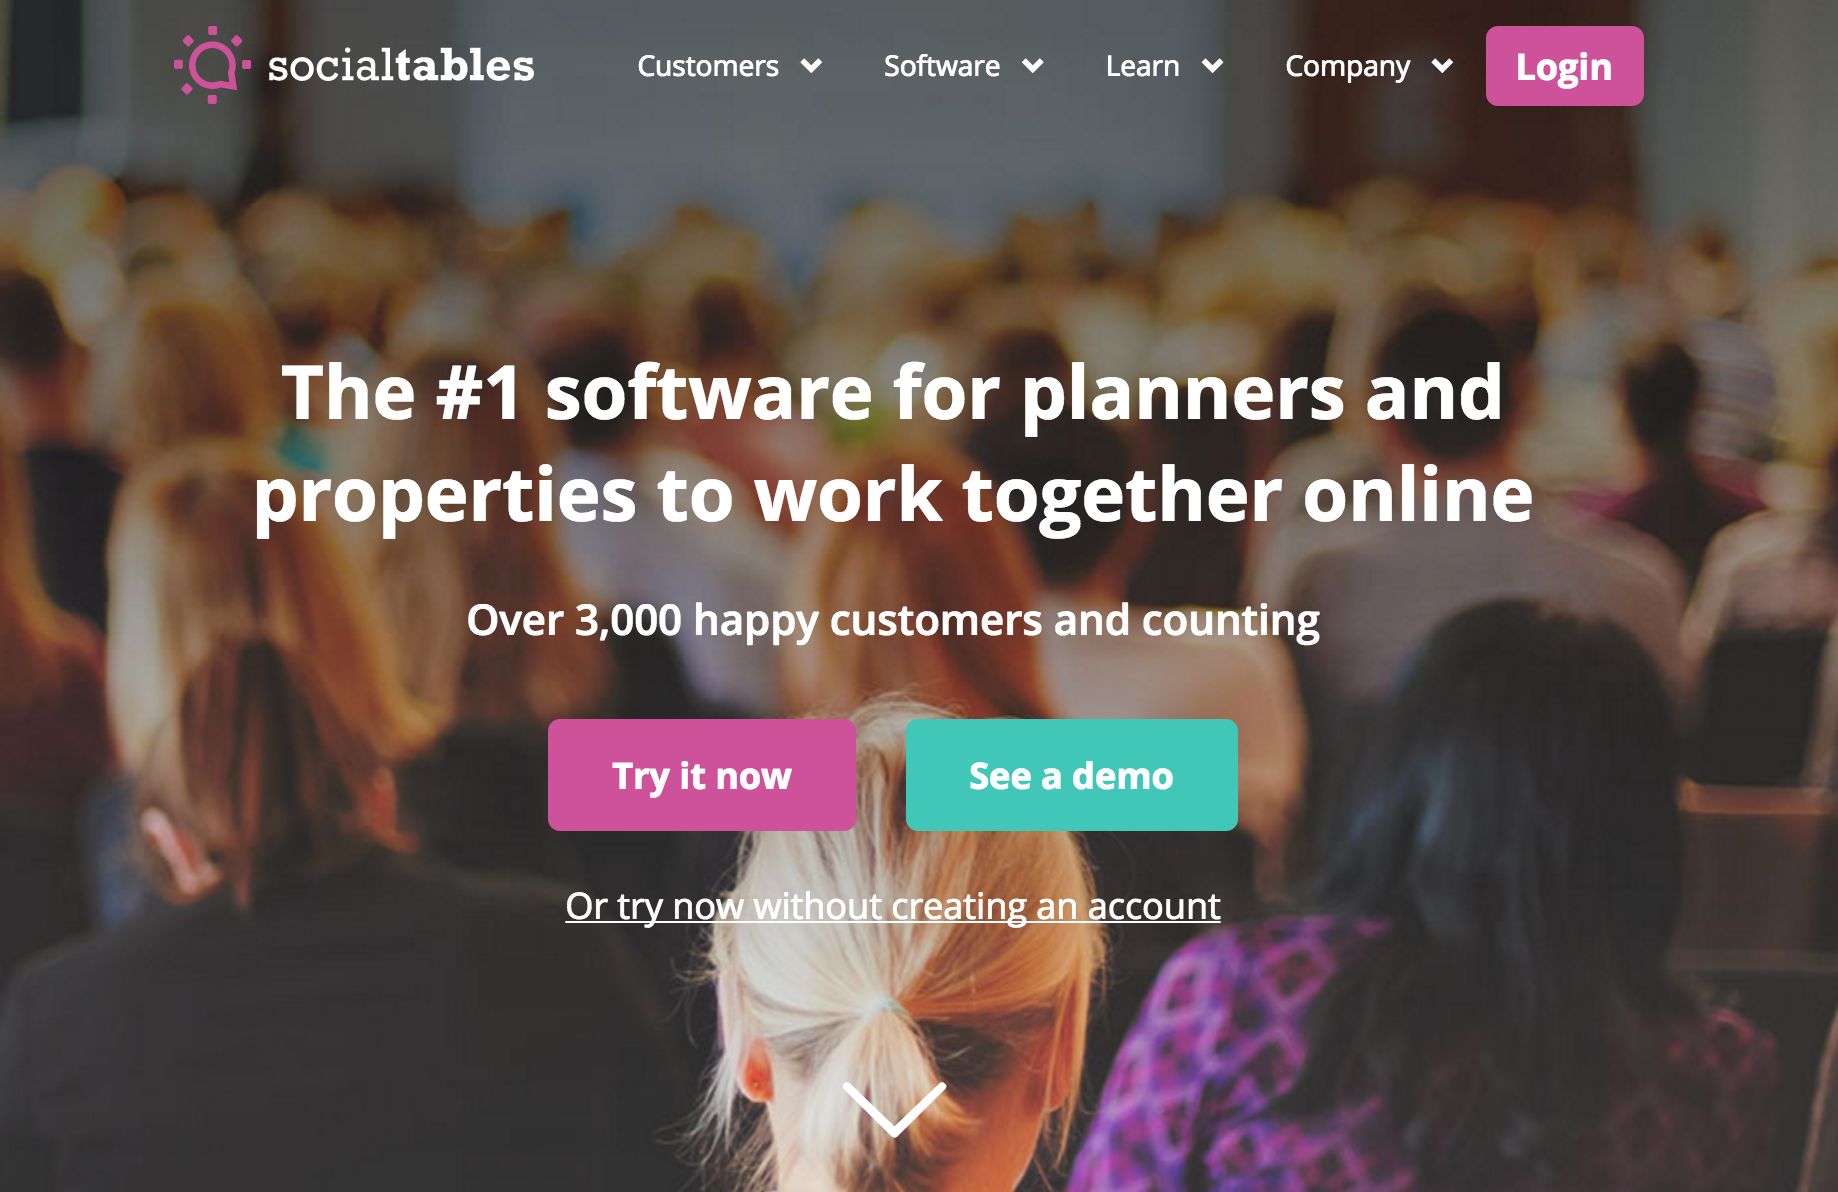 socialtables
Customers
Software
Learn
Company
Login
The #1 software for planners and
properties to work together online
Over 3,000 happy customers and counting
Try it now
See a demo
Or try now without creating an account